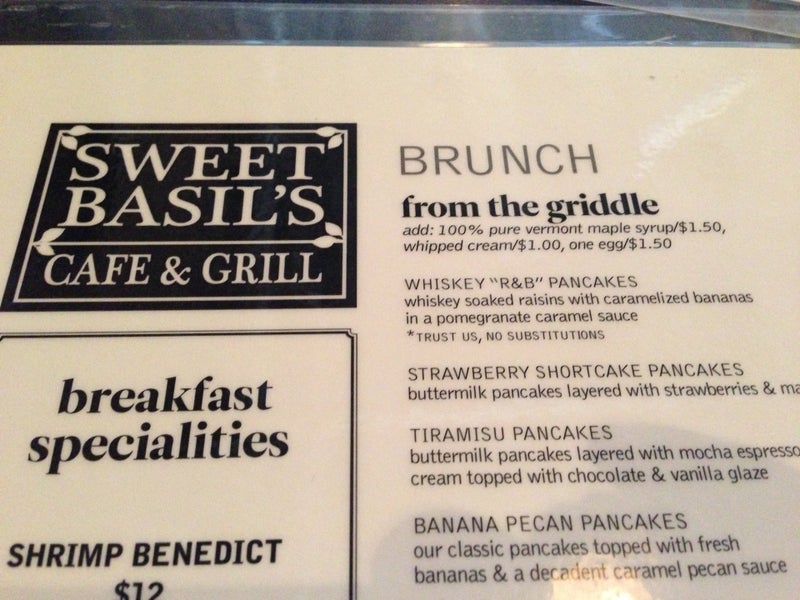 SWEET
BASIL'S
CAFE & GRILL
breakfast
specialities
SHRIMP BENEDICT
$12
BRUNCH
from the griddle
add: 100% pure vermont maple syrup/$1.50,
whipped cream/$1.00, one egg/$1.50
WHISKEY "R&B" PANCAKES
whiskey soaked raisins with caramelized bananas
in a pomegranate caramel sauce
*TRUST US, NO SUBSTITUTIONS
STRAWBERRY SHORTCAKE PANCAKES
buttermilk pancakes layered with strawberries &
TIRAMISU PANCAKES
buttermilk pancakes layered with mocha espresso
cream topped with chocolate & vanilla glaze
BANANA PECAN PANCAKES
our classic pancakes topped with fresh
bananas & a decadent caramel pecan sauce